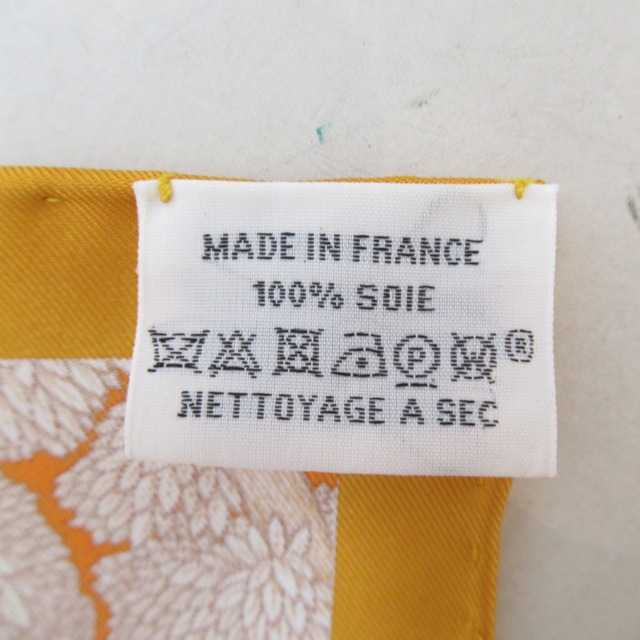 MADE IN FRANCE
100% SOIE
P W ®
NETTOYAGE A SEC